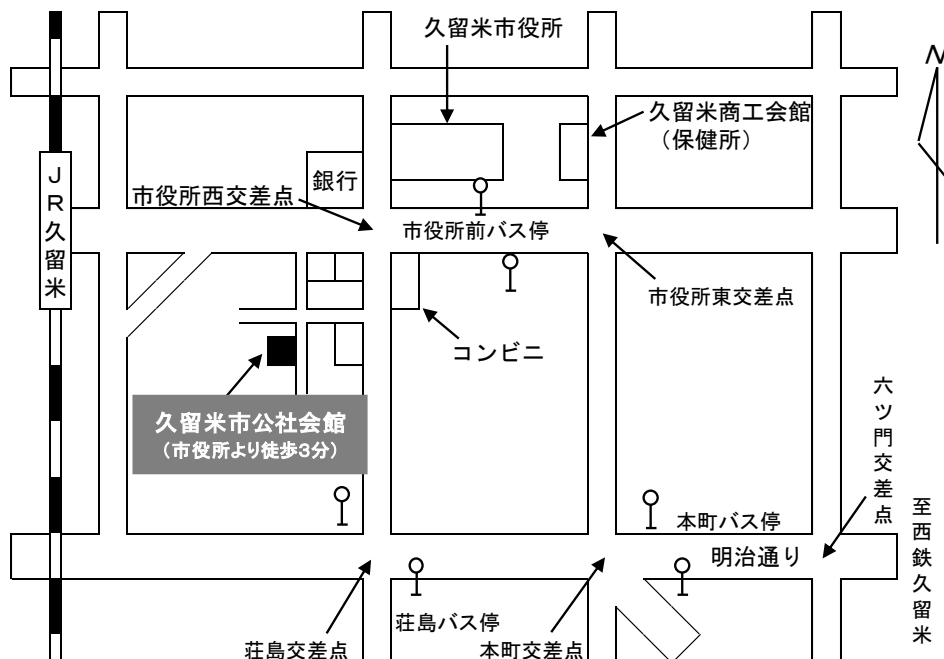 久留米市役所
N
久留米商工会館
（保健所）
JR久留米
銀行
市役所西交差点
市役所前バス停
市役所東交差点
コンビニ
久留米市公社会館
（市役所より徒歩3分）
六ツ門交差点
至西鉄久留米
本町バス停
明治通り
荘島バス停
荘島交差点
本町交差点